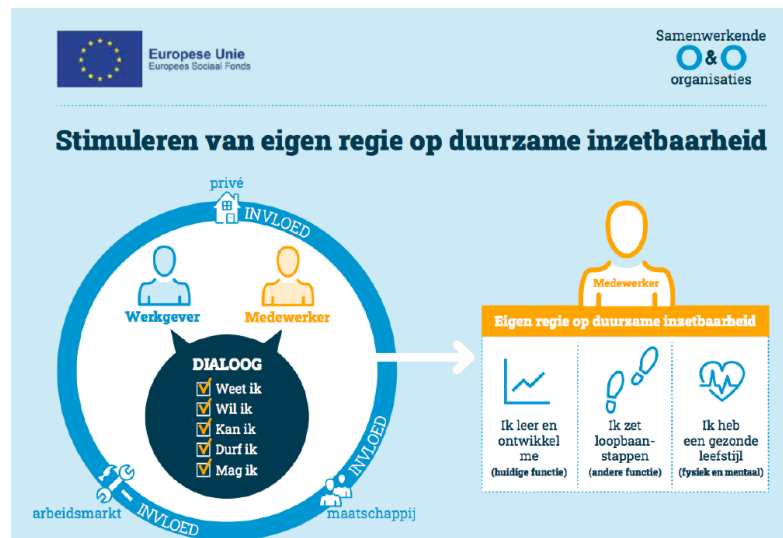 Europese Unie
Europees Sociaal Fonds
Samenwerkende
O & O
organisaties
Stimuleren van eigen regie op duurzame inzetbaarheid
privé
INVLOED
Werkgever
Medewerker
DIALOOG
Weet ik
Wil ik
Kan ik
Durf ik
Mag ik
INVLOED
arbeidsmarkt
INVLOED
maatschappij
Medewerker
Eigen regie op duurzame inzetbaarheid
Ik leer en
ontwikkel
me
(huidige functie)
Ik zet
loopbaan-
stappen
(andere functie)
Ik heb
een gezonde
leefstijl
(fysiek en mentaal)